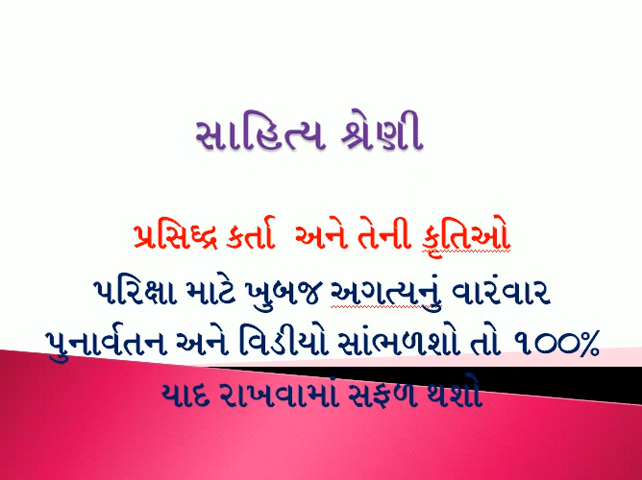 સાહિત્ય શ્રેણી
પ્રસિધ્ધ કર્તા અને તેની કૃતિઓ
પરિક્ષા માટે ખુબજ અગત્યનું વારંવાર
પુનાર્વતન અને વિડીયો સાંભળશો તો ૧૦૦%
યાદ રાખવામાં સફળ થશો